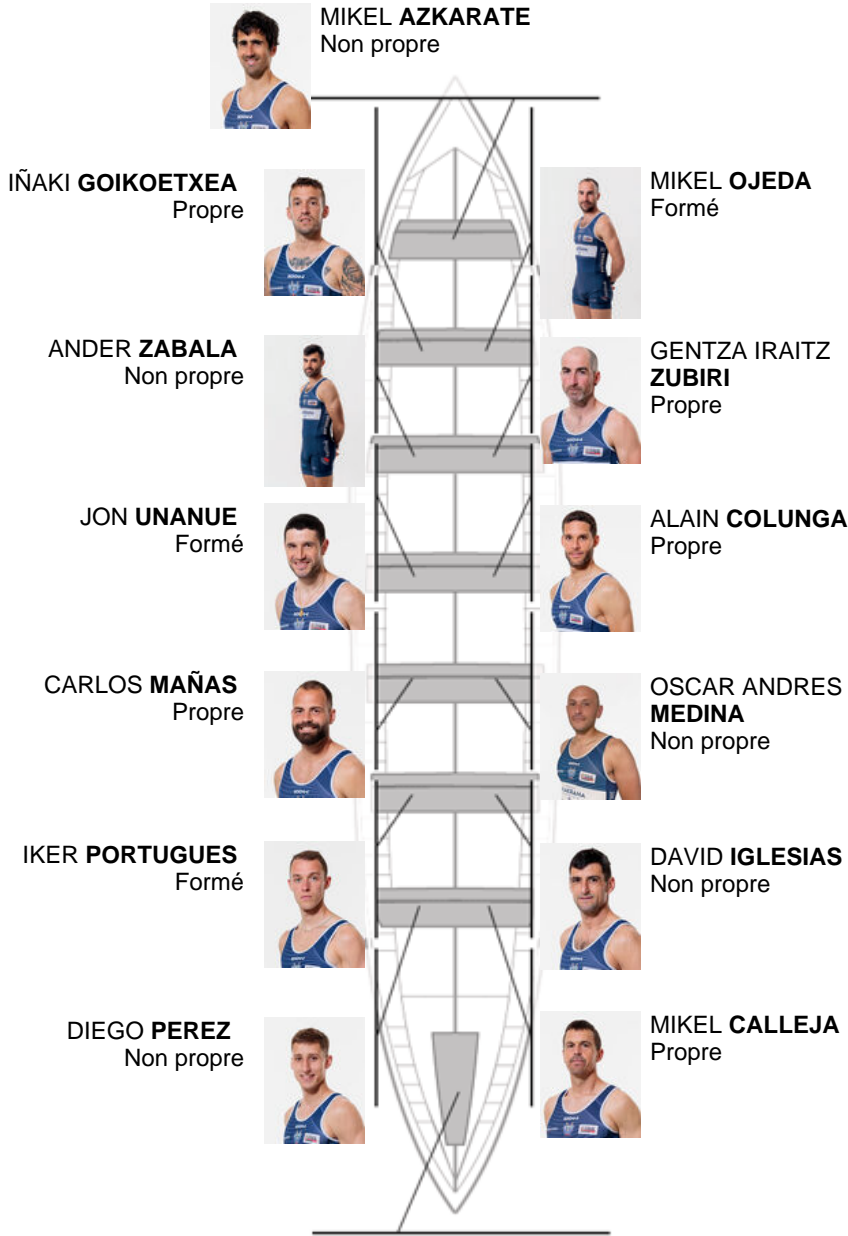 MIKEL AZKARATE
Non propre
IÑAKI GOIKOETXEA
Propre
MIKEL OJEDA
Formé
ANDER ZABALA
Non propre
GENTZA IRAITZ
ZUBIRI
Propre
JON UNANUE
Formé
ALAIN COLUNGA
Propre
CARLOS MAÑAS
Propre
OSCAR ANDRES
MEDINA
Non propre
IKER PORTUGUES
Formé
DAVID IGLESIAS
Non propre
DIEGO PEREZ
Non propre
MIKEL CALLEJA
Propre